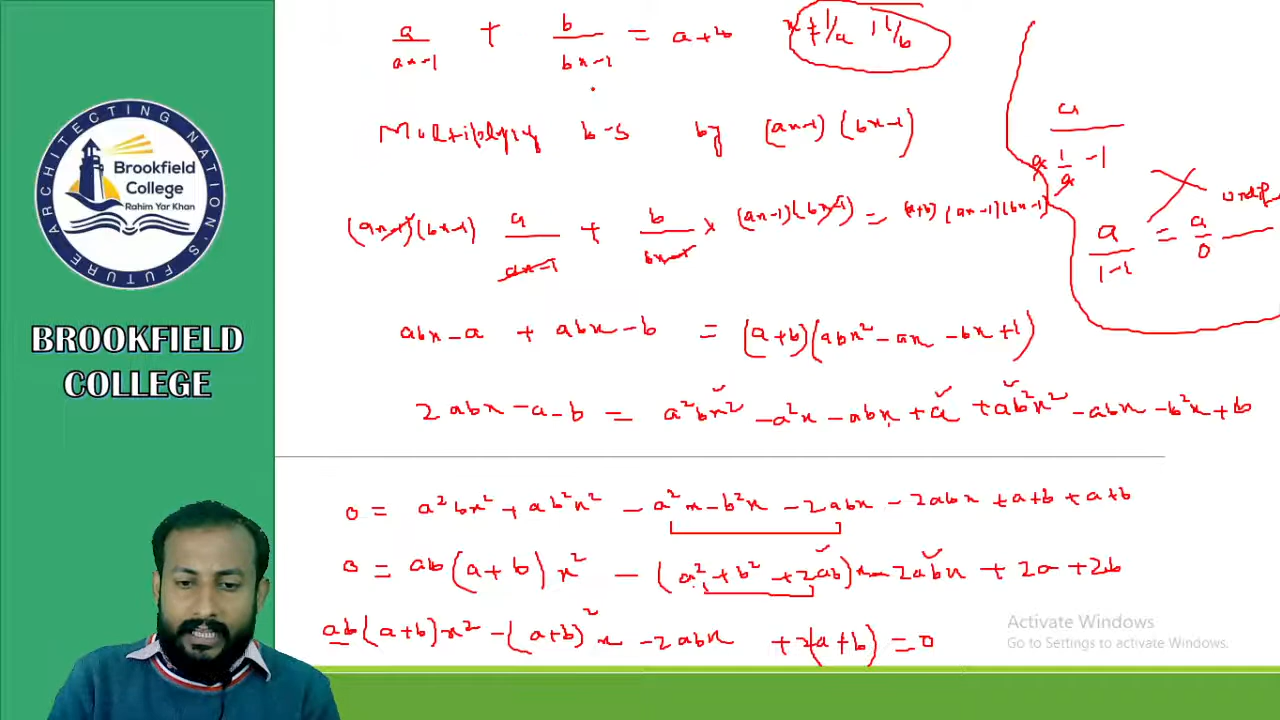 a/(ax-1) + b/(bx-1) = a+b x ≠ 1/a, 1/b
Multiplying b-s by (ax-1)(bx-1)
(ax-1)(bx-1) a/(ax-1) + b/(bx-1) × (ax-1)(bx-1) = (a+b)(ax-1)(bx-1)
abx-a + abx-b = (a+b)(abx² - ax - bx + 1)
2abx - a - b = a²bx² - a²x - abx + a + ab²x² - abx - b²x + b
0 = a²bx² + ab²x² - a²x - b²x - 2abx - 2abx + a+b + a+b
0 = ab(a+b)x² - (a²+b²+2ab)x - 2abx + 2a + 2b
ab(a+b)x² - (a+b)²x - 2abx + 2(a+b) = 0
a/(a 1/a - 1)
a/(1-1) = a/0
ARCHITECTING NATION'S FUTURE
Brookfield
College
Rahim Yar Khan
BROOKFIELD
COLLEGE
Activate Windows
Go to Settings to activate Windows.